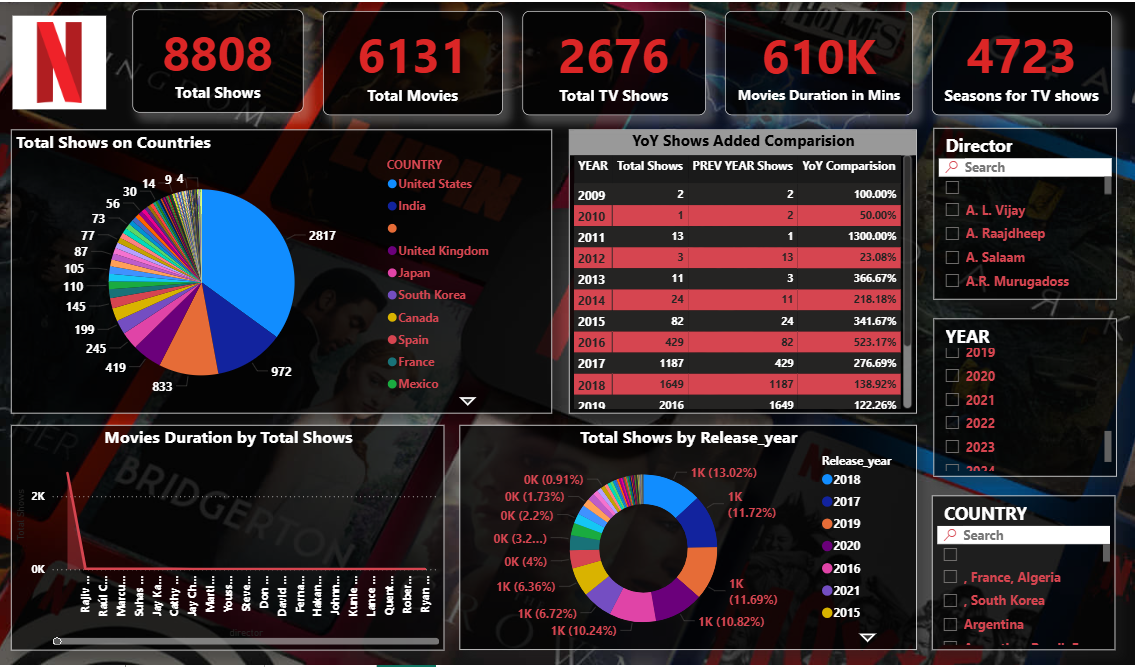 8808
Total Shows
6131
Total Movies
2676
Total TV Shows
610K
Movies Duration in Mins
4723
Seasons for TV shows
Total Shows on Countries
COUNTRY
United States
India
United Kingdom
Japan
South Korea
Canada
Spain
France
Mexico
2817
972
833
419
245
199
145
110
105
87
77
73
56
30
14
9
4
YoY Shows Added Comparision
YEAR Total Shows PREV YEAR Shows YoY Comparision
2009 2 2 100.00%
2010 1 2 50.00%
2011 13 1 1300.00%
2012 3 13 23.08%
2013 11 3 366.67%
2014 24 11 218.18%
2015 82 24 341.67%
2016 429 82 523.17%
2017 1187 429 276.69%
2018 1649 1187 138.92%
2019 2016 1649 122.26%
Director
Search
A. L. Vijay
A. Raajdheep
A. Salaam
A.R. Murugadoss
YEAR
2019
2020
2021
2022
2023
2024
Movies Duration by Total Shows
Total Shows
2K
0K
Rajiv ...
Raúl C...
Marcu...
Suhas ...
Jay Ka...
Cathy ...
Jay Ch...
Marti...
Youss...
Steve...
Don ...
David ...
Ferna...
Hakan...
Johnn...
Kunle ...
Lance ...
Quent...
Rober...
Ryan ...
director
Total Shows by Release_year
1K (13.02%)
1K
(11.72%)
1K
(11.69%)
1K (10.82%)
1K (10.24%)
1K (6.72%)
1K (6.36%)
0K (4%)
0K (3.2...)
0K (2.2%)
0K (1.73%)
0K (0.91%)
Release_year
2018
2017
2019
2020
2016
2021
2015
COUNTRY
Search
, France, Algeria
, South Korea
Argentina
BRIDGERTON